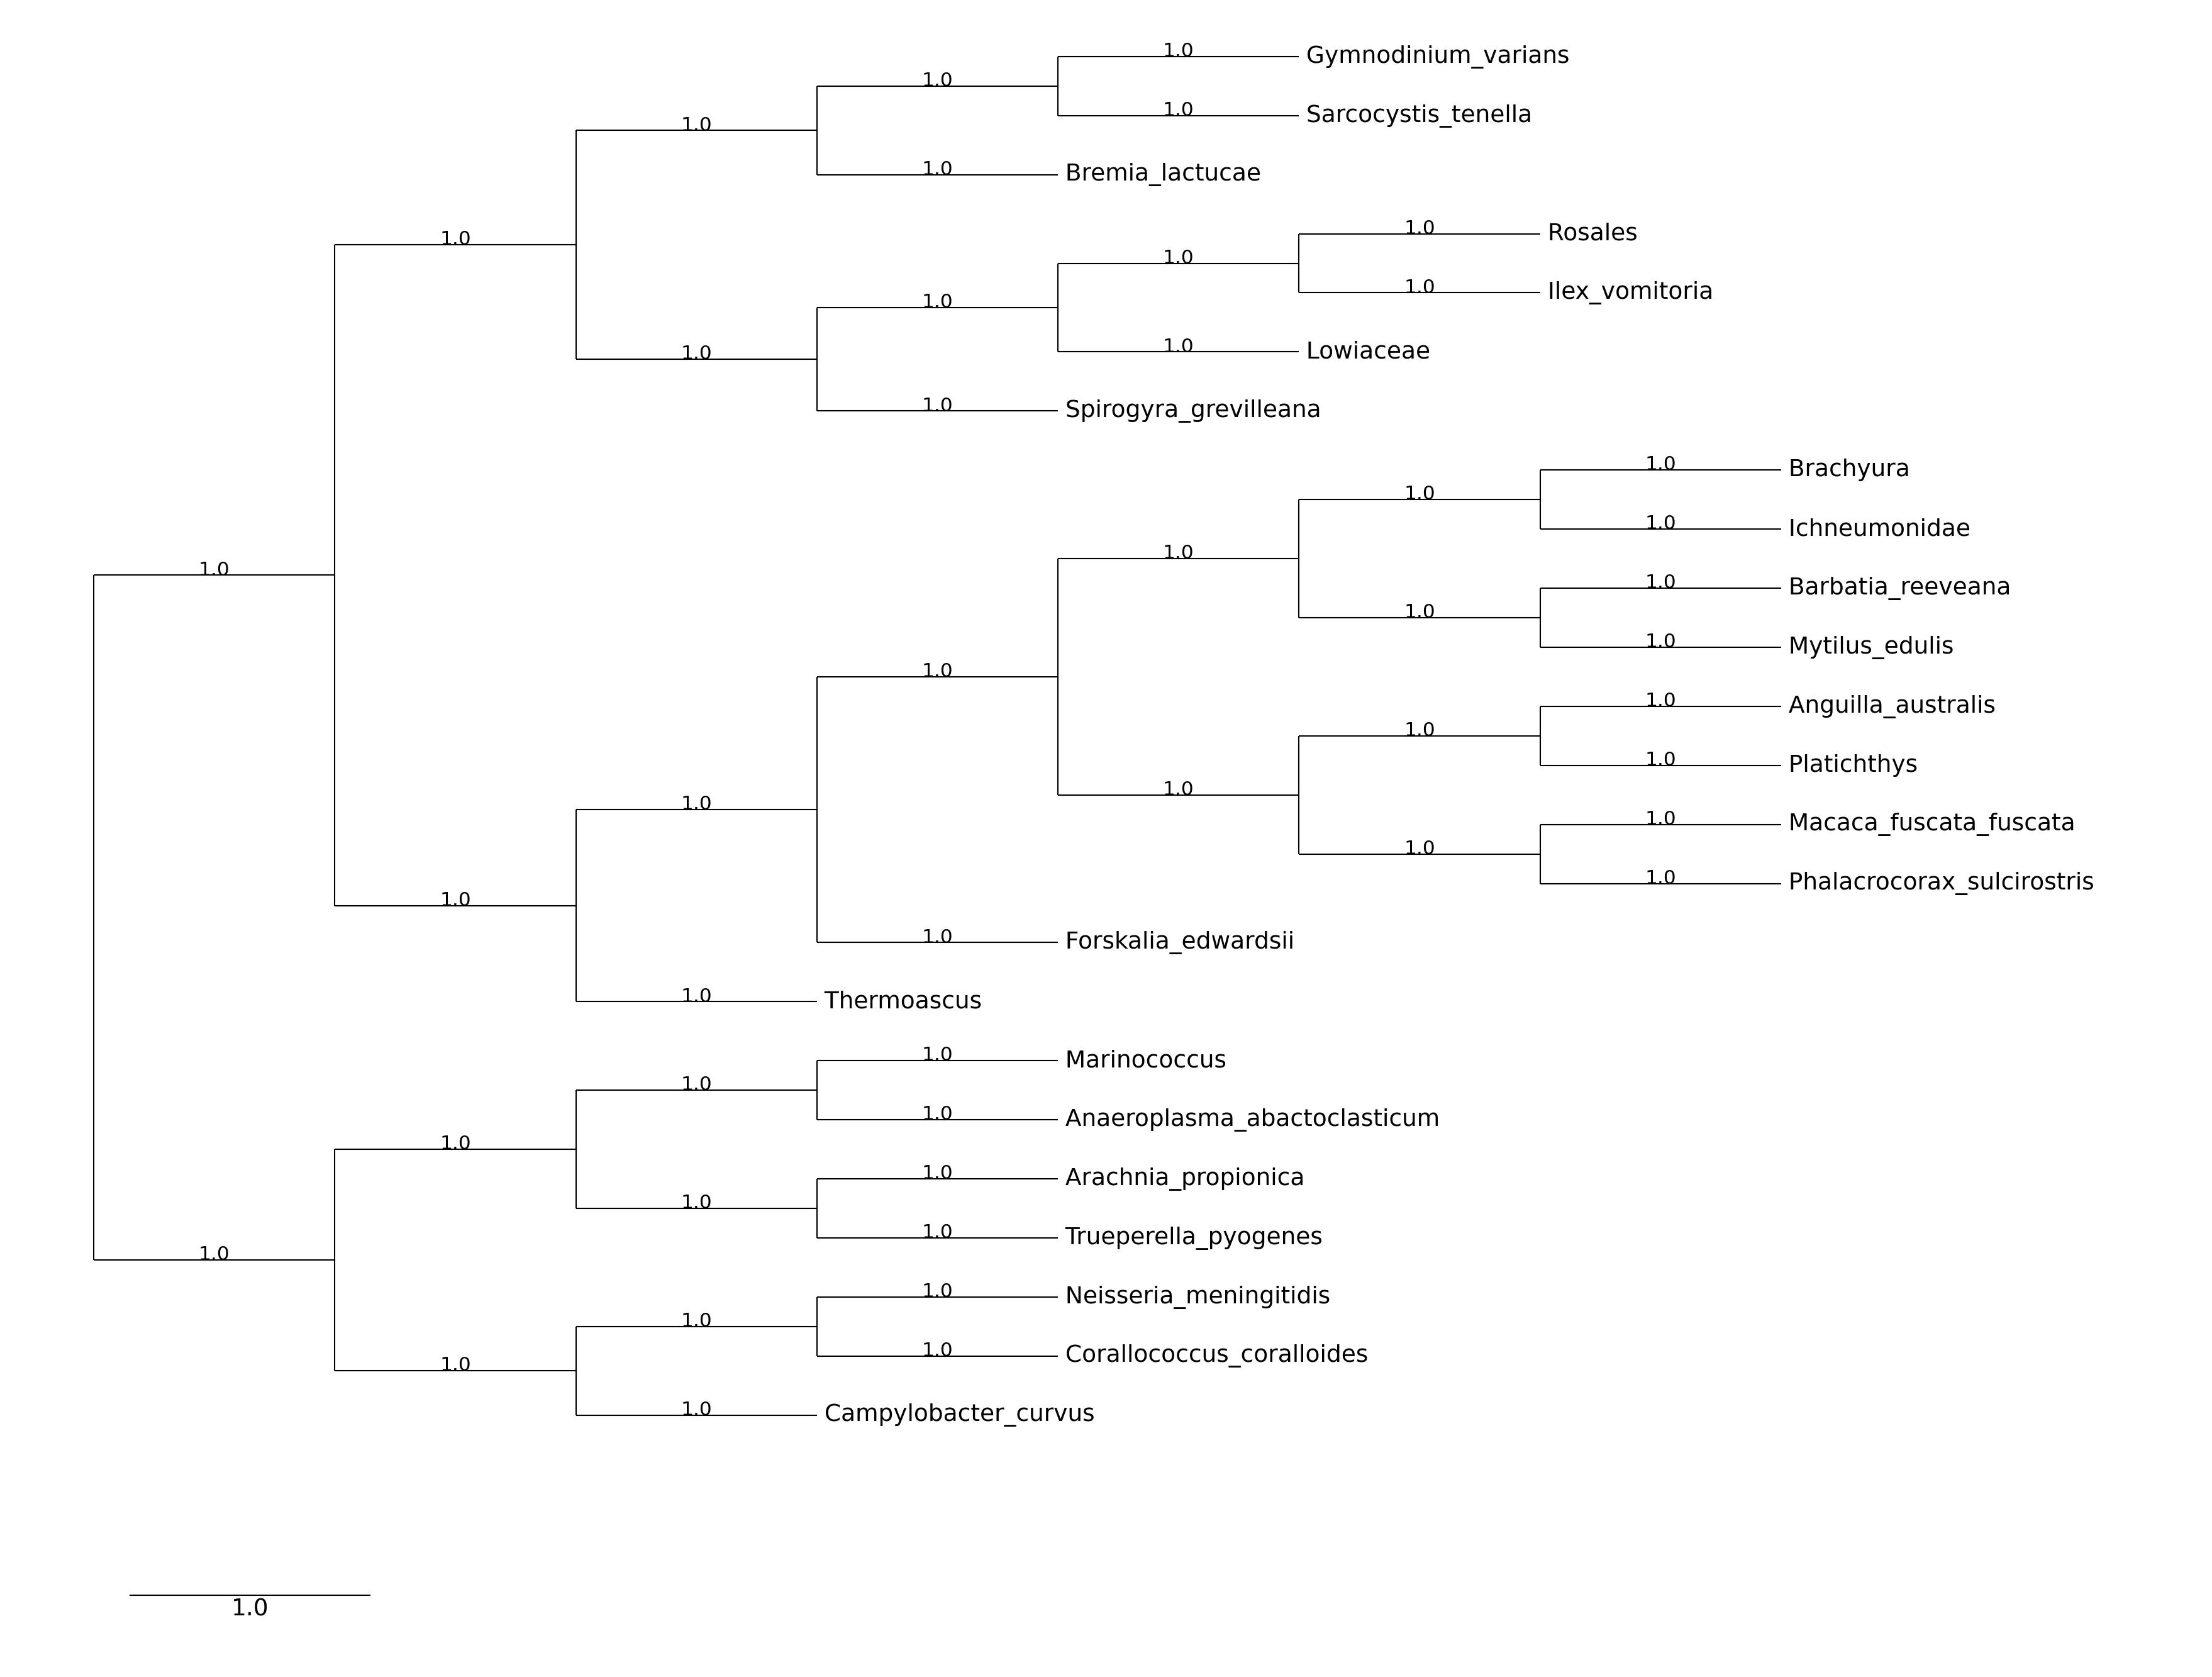 1.0 Gymnodinium_varians
1.0
1.0 Sarcocystis_tenella
1.0
1.0 Bremia_lactucae
1.0 Rosales
1.0
1.0
1.0 Ilex_vomitoria
1.0
1.0 Lowiaceae
1.0
1.0 Spirogyra_grevilleana
1.0 Brachyura
1.0
1.0 Ichneumonidae
1.0
1.0
1.0 Barbatia_reeveana
1.0
1.0 Mytilus_edulis
1.0
1.0 Anguilla_australis
1.0
1.0 Platichthys
1.0
1.0
1.0 Macaca_fuscata_fuscata
1.0
1.0 Phalacrocorax_sulcirostris
1.0
1.0 Forskalia_edwardsii
1.0 Thermoascus
1.0 Marinococcus
1.0
1.0 Anaeroplasma_abactoclasticum
1.0
1.0 Arachnia_propionica
1.0
1.0 Trueperella_pyogenes
1.0
1.0 Neisseria_meningitidis
1.0
1.0 Corallococcus_coralloides
1.0
1.0 Campylobacter_curvus
1.0